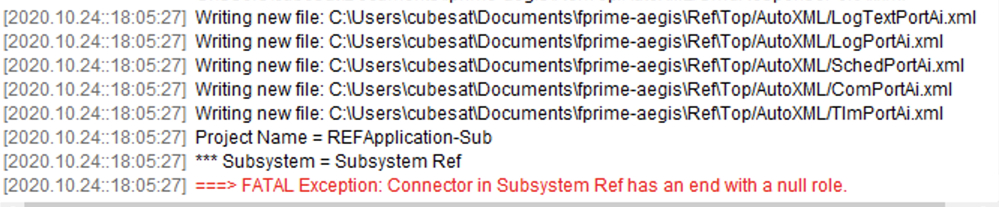 [2020.10.24::18:05:27] Writing new file: C:\Users\cubesat\Documents\fprime-aegis\Ref\Top/AutoXML/LogTextPortAi.xml
[2020.10.24::18:05:27] Writing new file: C:\Users\cubesat\Documents\fprime-aegis\Ref\Top/AutoXML/LogPortAi.xml
[2020.10.24::18:05:27] Writing new file: C:\Users\cubesat\Documents\fprime-aegis\Ref\Top/AutoXML/SchedPortAi.xml
[2020.10.24::18:05:27] Writing new file: C:\Users\cubesat\Documents\fprime-aegis\Ref\Top/AutoXML/ComPortAi.xml
[2020.10.24::18:05:27] Writing new file: C:\Users\cubesat\Documents\fprime-aegis\Ref\Top/AutoXML/TlmPortAi.xml
[2020.10.24::18:05:27] Project Name = REFApplication-Sub
[2020.10.24::18:05:27] *** Subsystem = Subsystem Ref
[2020.10.24::18:05:27] ===> FATAL Exception: Connector in Subsystem Ref has an end with a null role.